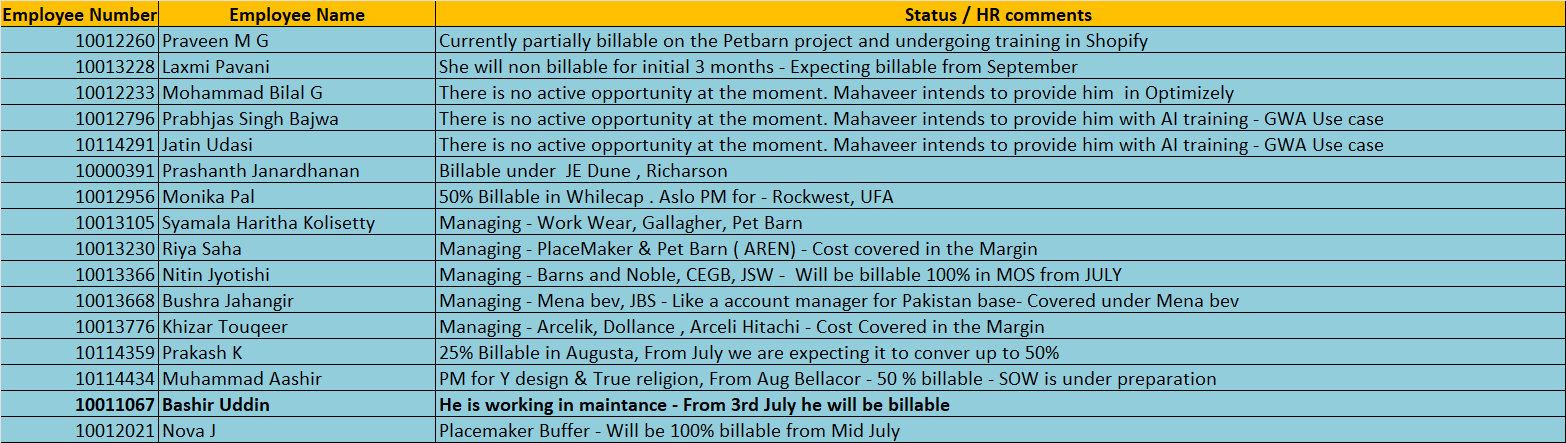 Employee Number Employee Name Status / HR comments
10012260 Praveen M G Currently partially billable on the Petbarn project and undergoing training in Shopify
10013228 Laxmi Pavani She will non billable for initial 3 months - Expecting billable from September
10012233 Mohammad Bilal G There is no active opportunity at the moment. Mahaveer intends to provide him  in Optimizely
10012796 Prabhjas Singh Bajwa There is no active opportunity at the moment. Mahaveer intends to provide him with AI training - GWA Use case
10114291 Jatin Udasi There is no active opportunity at the moment. Mahaveer intends to provide him with AI training - GWA Use case
10000391 Prashanth Janardhanan Billable under  JE Dune , Richarson
10012956 Monika Pal 50% Billable in Whilecap . Aslo PM for - Rockwest, UFA
10013105 Syamala Haritha Kolisetty Managing - Work Wear, Gallagher, Pet Barn
10013230 Riya Saha Managing - PlaceMaker & Pet Barn ( AREN) - Cost covered in the Margin
10013366 Nitin Jyotishi Managing - Barns and Noble, CEGB, JSW -  Will be billable 100% in MOS from JULY
10013668 Bushra Jahangir Managing - Mena bev, JBS - Like a account manager for Pakistan base- Covered under Mena bev
10013776 Khizar Touqeer Managing - Arcelik, Dollance , Arceli Hitachi - Cost Covered in the Margin
10114359 Prakash K 25% Billable in Augusta, From July we are expecting it to conver up to 50%
10114434 Muhammad Aashir PM for Y design & True religion, From Aug Bellacor - 50 % billable - SOW is under preparation
10011067 Bashir Uddin He is working in maintance - From 3rd July he will be billable
10012021 Nova J Placemaker Buffer - Will be 100% billable from Mid July